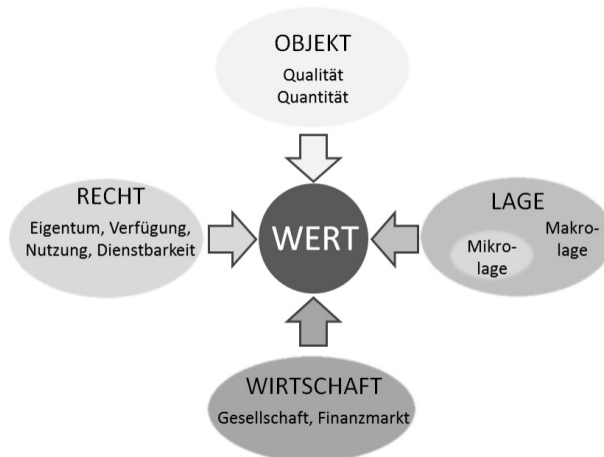 OBJEKT
Qualität
Quantität
RECHT
Eigentum, Verfügung,
Nutzung, Dienstbarkeit
WERT
LAGE
Mikro-
lage
Makro-
lage
WIRTSCHAFT
Gesellschaft, Finanzmarkt